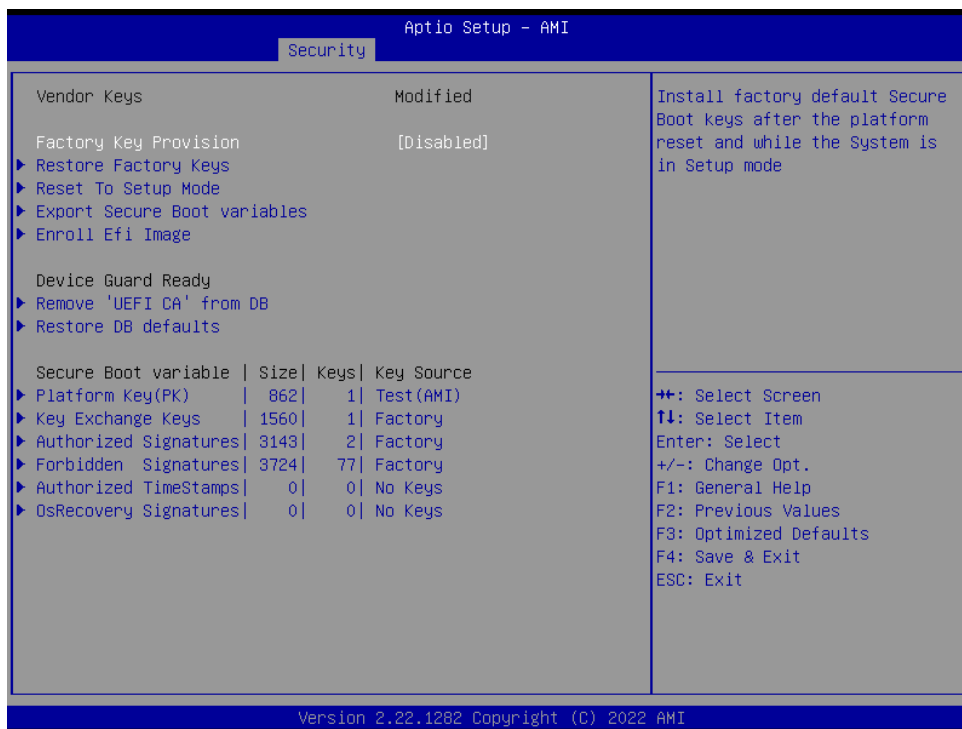 Aptio Setup – AMI
Security
Vendor Keys Modified
Factory Key Provision [Disabled]
Restore Factory Keys
Reset To Setup Mode
Export Secure Boot variables
Enroll Efi Image
Device Guard Ready
Remove 'UEFI CA' from DB
Restore DB defaults
Secure Boot variable | Size| Keys| Key Source
Platform Key(PK) | 862| 1| Test(AMI)
Key Exchange Keys | 1560| 1| Factory
Authorized Signatures| 3143| 2| Factory
Forbidden Signatures| 3724| 77| Factory
Authorized TimeStamps| 0| 0| No Keys
OsRecovery Signatures| 0| 0| No Keys
Install factory default Secure
Boot keys after the platform
reset and while the System is
in Setup mode
→←: Select Screen
↑↓: Select Item
Enter: Select
+/-: Change Opt.
F1: General Help
F2: Previous Values
F3: Optimized Defaults
F4: Save & Exit
ESC: Exit
Version 2.22.1282 Copyright (C) 2022 AMI